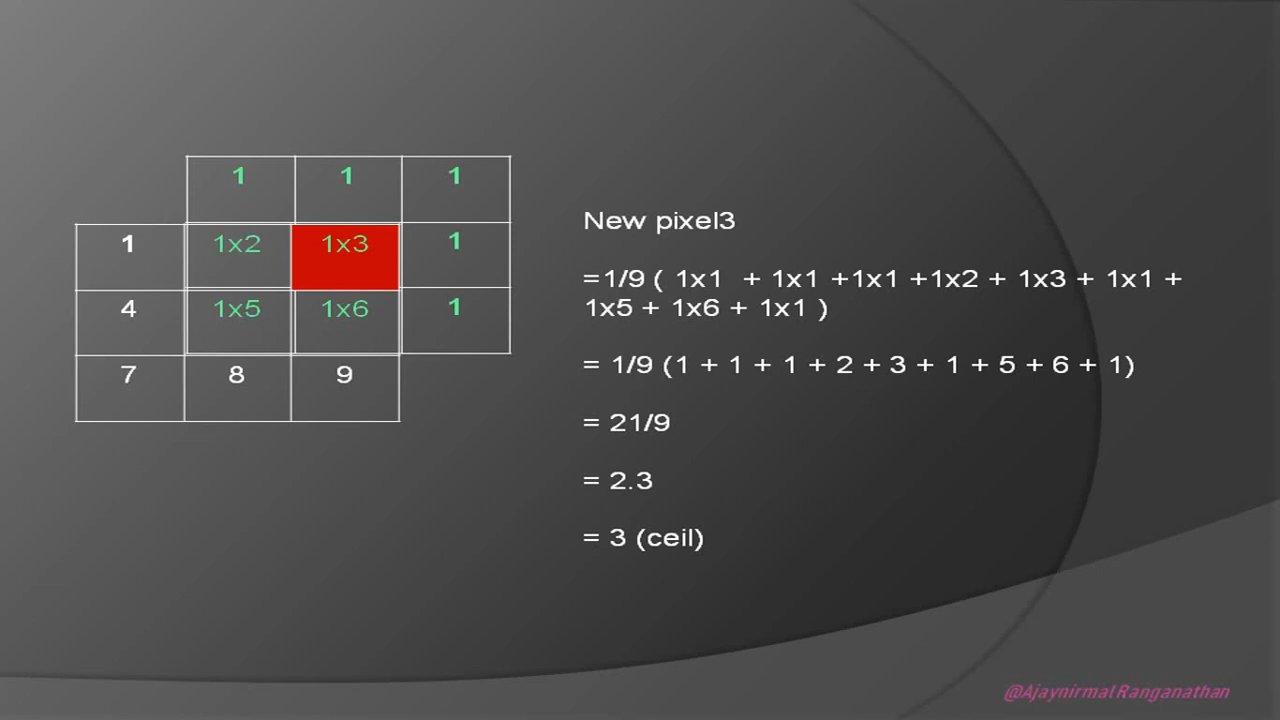 1 1 1
1 1x2 1x3 1
4 1x5 1x6 1
7 8 9
New pixel3
=1/9 ( 1x1 + 1x1 +1x1 +1x2 + 1x3 + 1x1 +
1x5 + 1x6 + 1x1 )
= 1/9 (1 + 1 + 1 + 2 + 3 + 1 + 5 + 6 + 1)
= 21/9
= 2.3
= 3 (ceil)
@Ajaynirmal Ranganathan